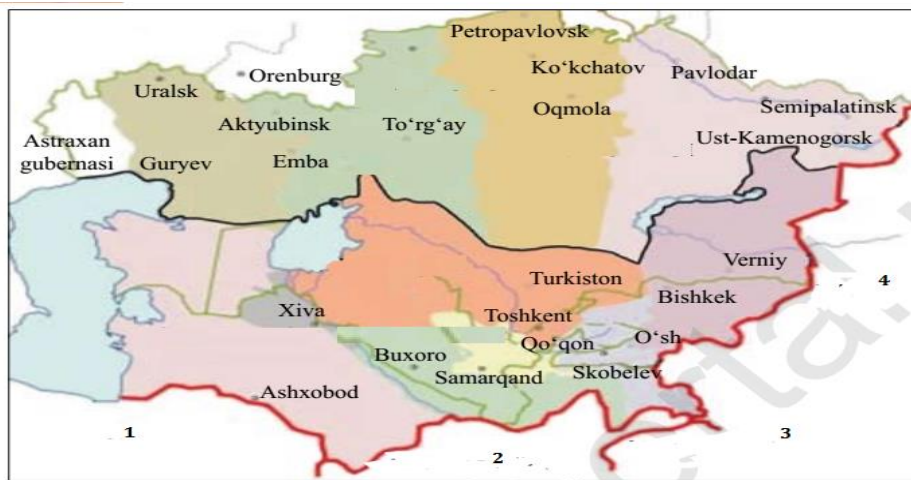 Petropavlovsk
Orenburg
Ko‘kchatov
Pavlodar
Uralsk
Oqmola
Semipalatinsk
Aktyubinsk
To‘rg‘ay
Ust-Kamenogorsk
Astraxan
gubernasi
Guryev
Emba
Verniy
Turkiston
4
Bishkek
Xiva
Toshkent
Qo‘qon
O‘sh
Buxoro
Samarqand
Skobelev
Ashxobod
1
2
3